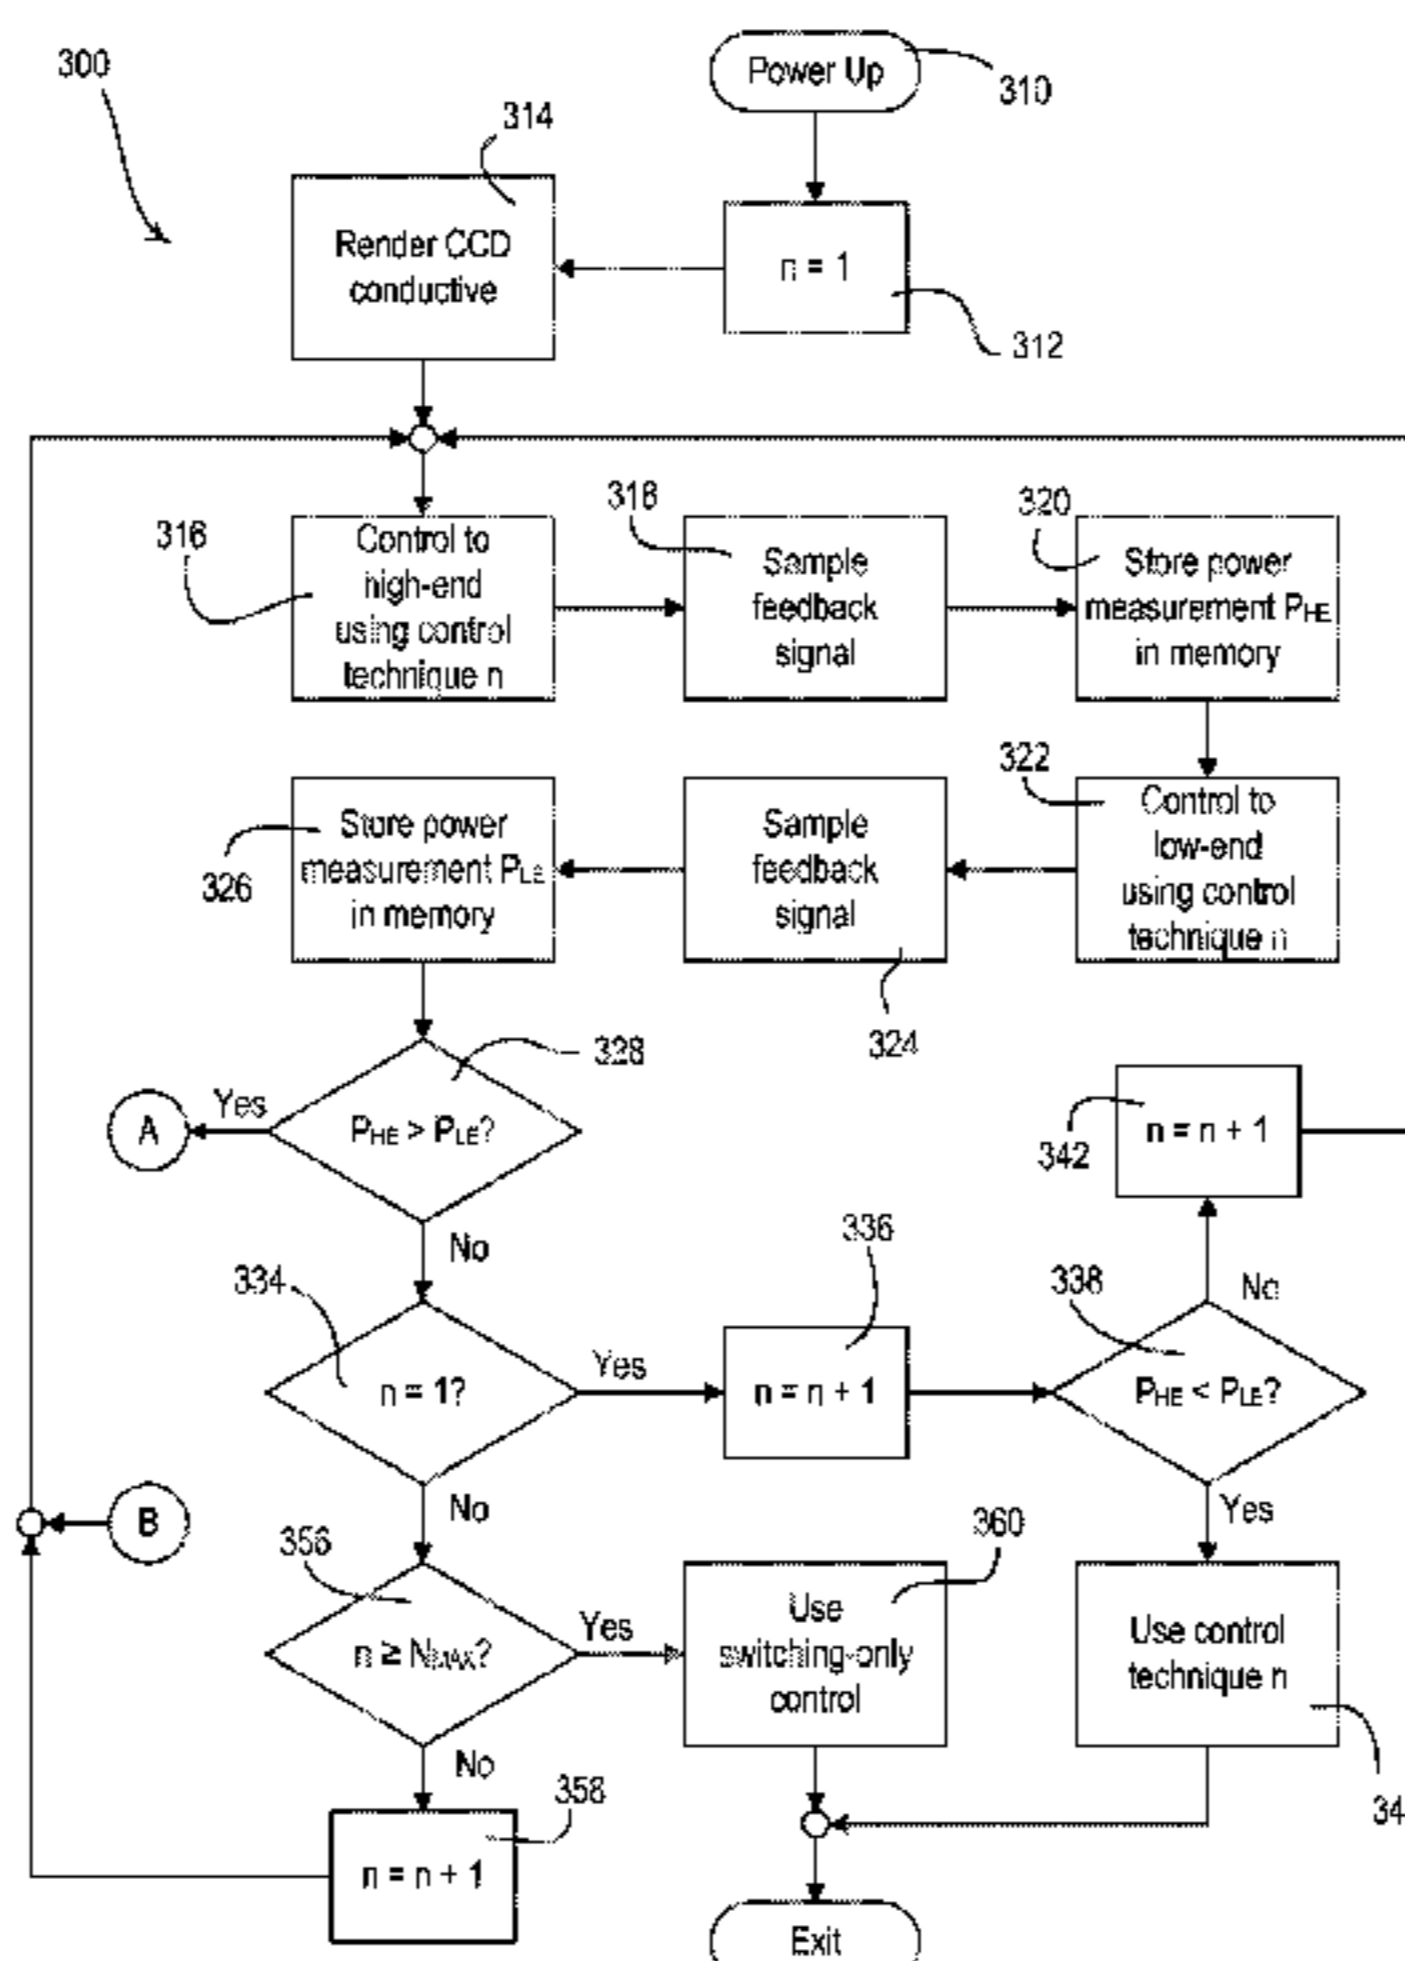 300
Power Up
310
314
Render CCD
conductive
n = 1
312
316
Control to
high-end
using control
technique n
318
Sample
feedback
signal
320
Store power
measurement PHE
in memory
326
Store power
measurement PLE
in memory
Sample
feedback
signal
324
322
Control to
low-end
using control
technique n
328
A
Yes
PHE > PLE?
No
342
n = n + 1
334
n = 1?
Yes
336
n = n + 1
338
No
PHE < PLE?
Yes
B
No
356
n ≥ NMAX?
Yes
360
Use
switching-only
control
Use control
technique n
34
No
358
n = n + 1
Exit